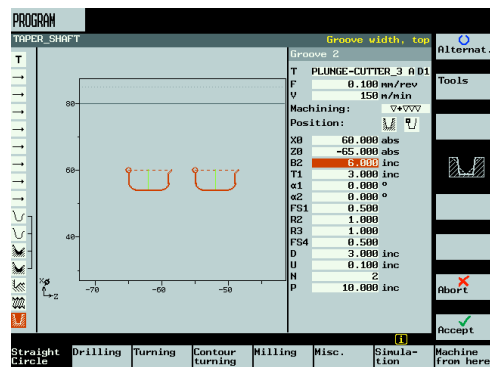 PROGRAM
TAPER_SHAFT
Groove width, top
Alternat.
Groove 2
T PLUNGE-CUTTER_3 A D1
F 0.100 mm/rev
V 150 m/min
Machining: ▽+▽▽▽
Position:
X0 60.000 abs
Z0 -65.000 abs
B2 6.000 inc
T1 3.000 inc
α1 0.000 °
α2 0.000 °
FS1 0.500
R2 1.000
R3 1.000
FS4 0.500
D 3.000 inc
U 0.100 inc
N 2
P 10.000 inc
Tools
Abort
Accept
T
80
60
40
-70
-60
-50
XΦ
Z
i
Straight Circle
Drilling
Turning
Contour turning
Milling
Misc.
Simula-tion
Machine from here